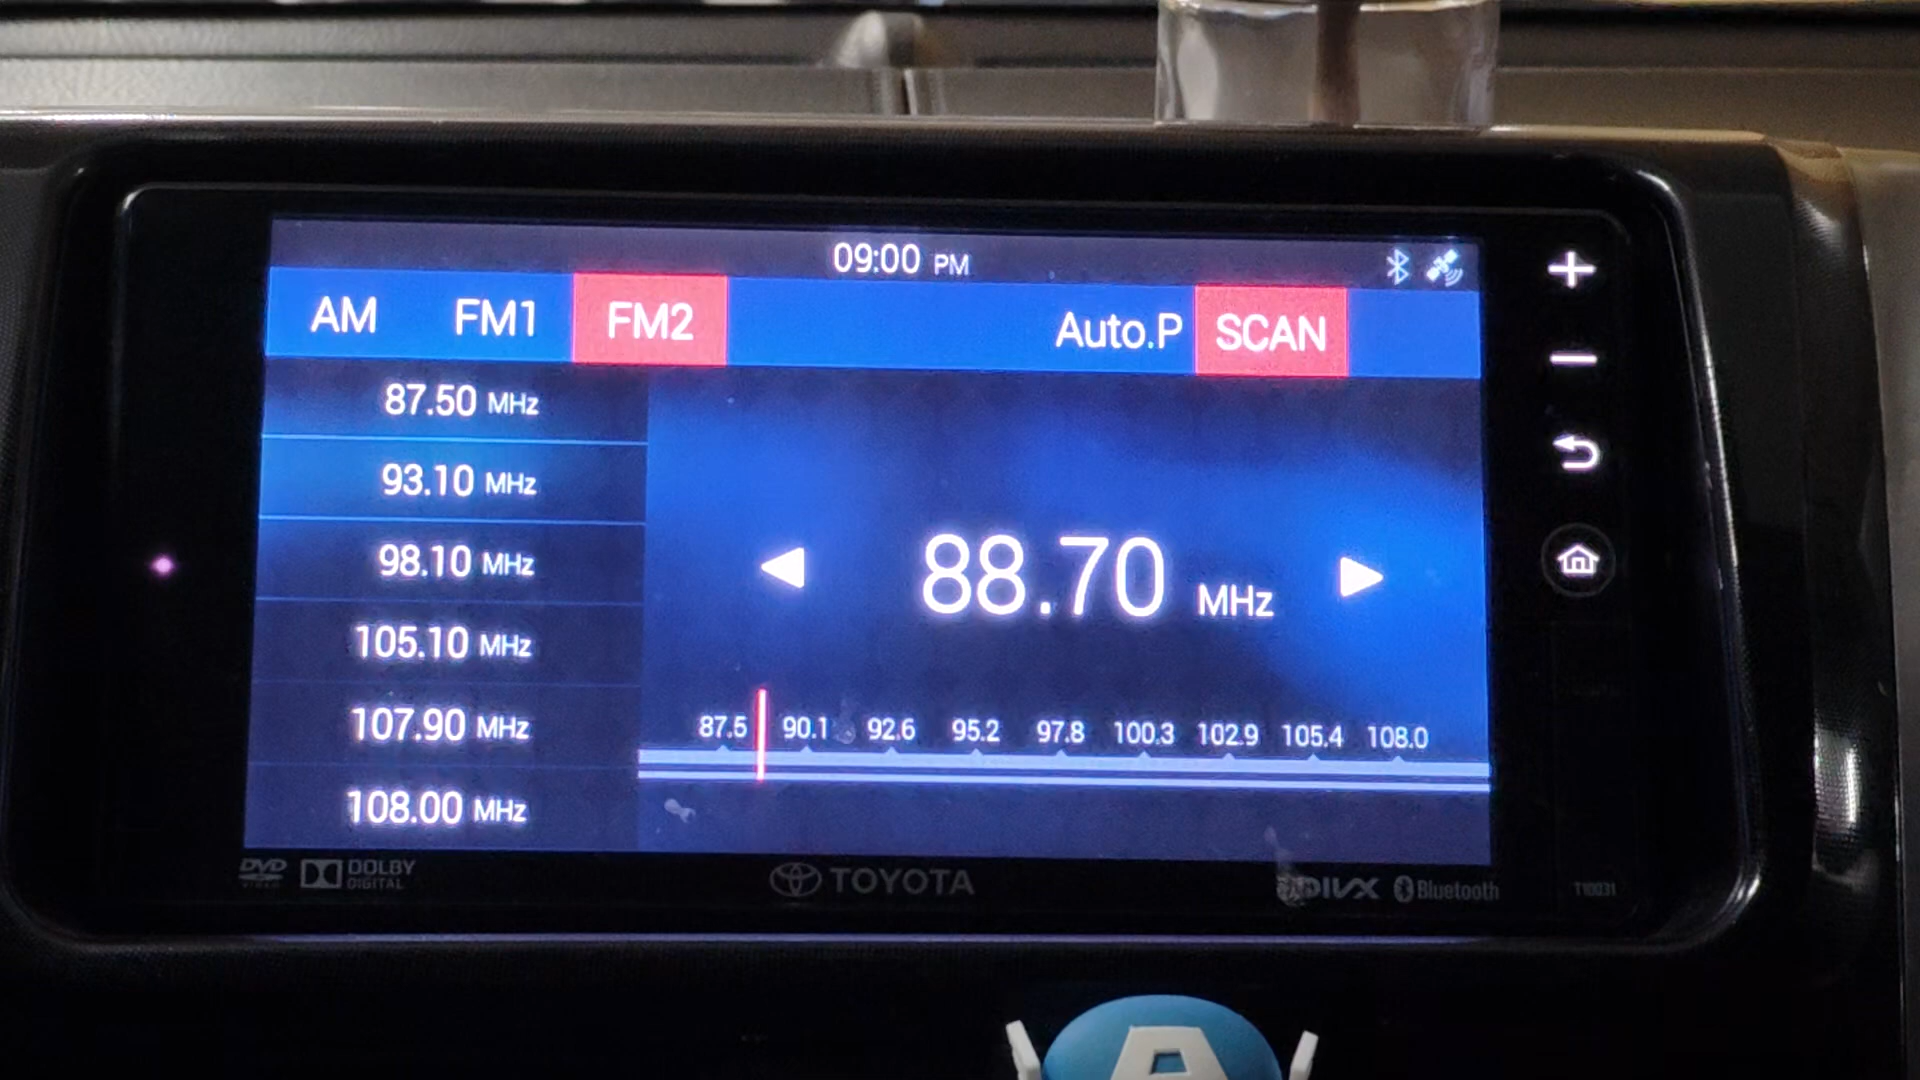 09:00 PM
AM FM1 FM2 Auto.P SCAN
87.50 MHz
93.10 MHz
98.10 MHz
105.10 MHz
107.90 MHz
108.00 MHz
88.70 MHz
87.5 90.1 92.6 95.2 97.8 100.3 102.9 105.4 108.0
DVD VIDEO DOLBY DIGITAL TOYOTA DIVX Bluetooth T10031
A